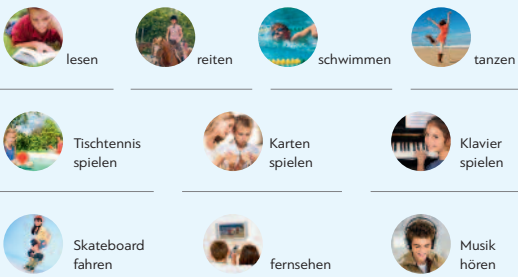 lesen
reiten
schwimmen
tanzen
Tischtennis
spielen
Karten
spielen
Klavier
spielen
Skateboard
fahren
fernsehen
Musik
hören